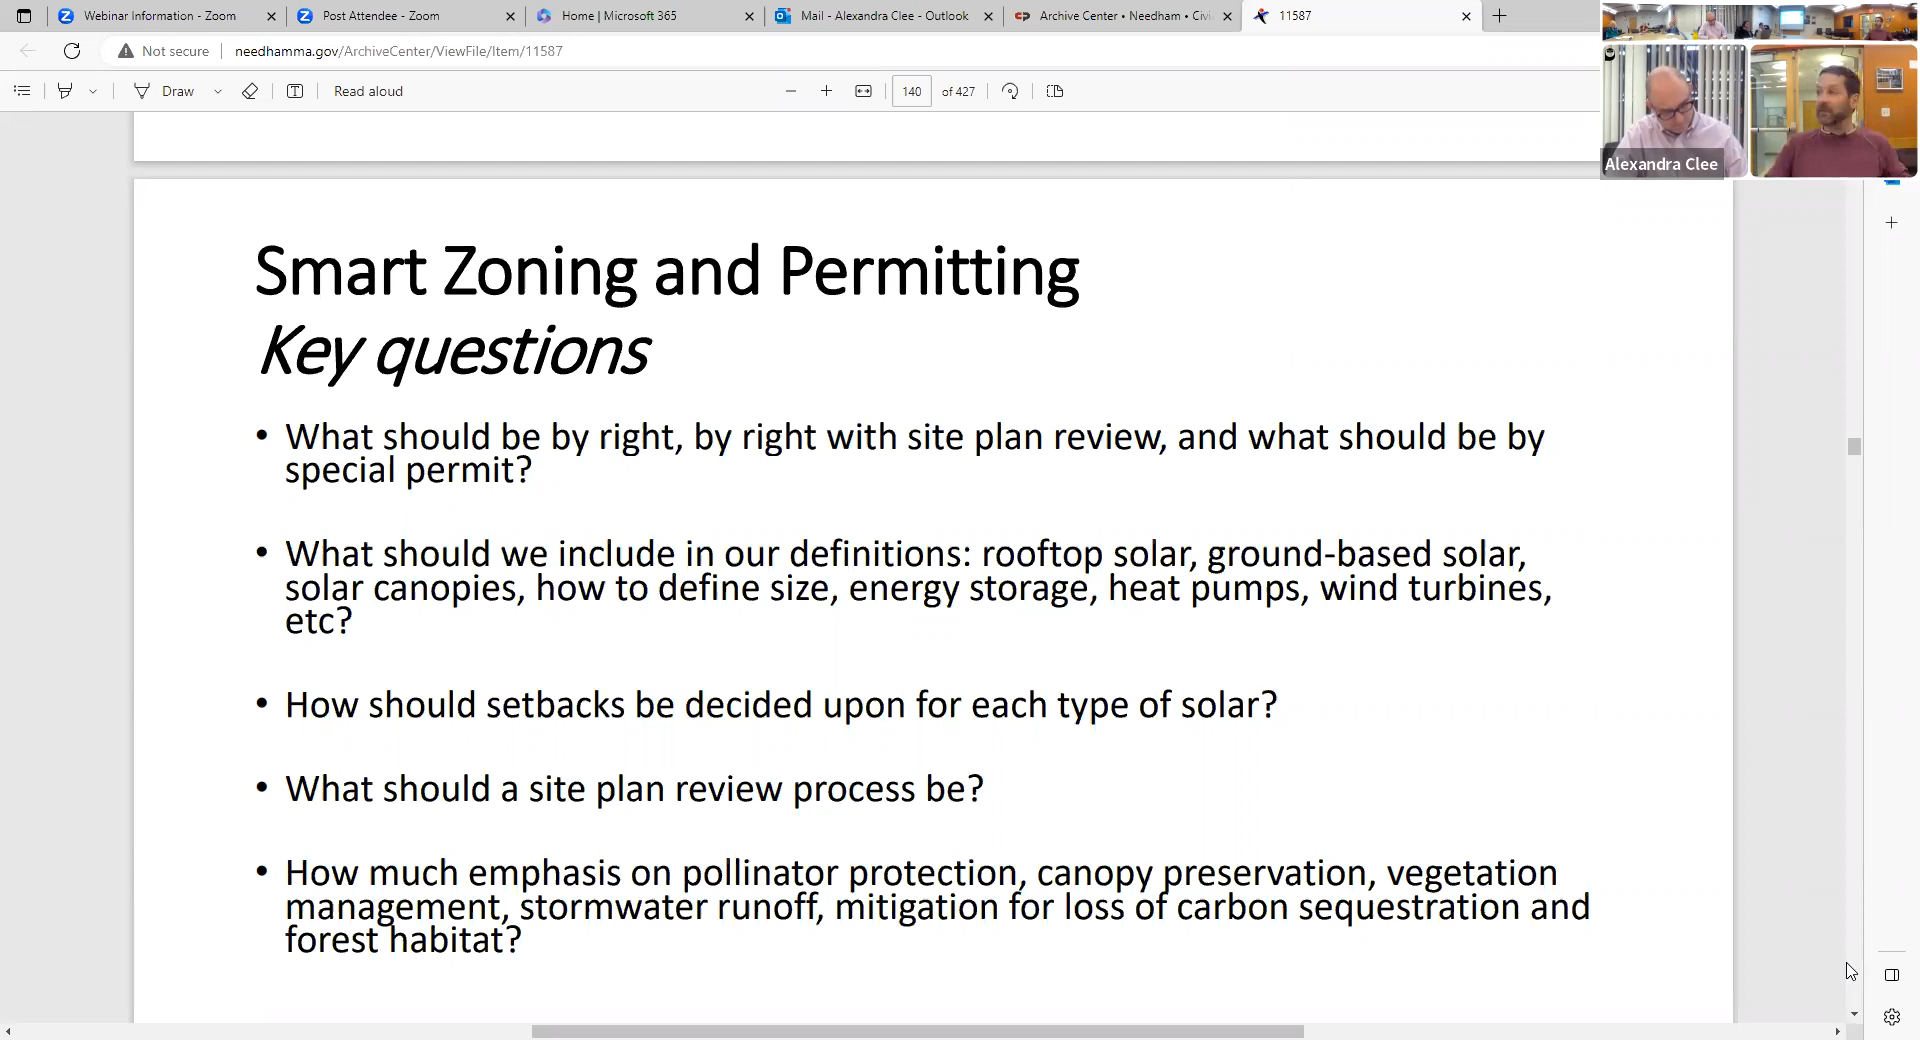 Webinar Information - Zoom
Post Attendee - Zoom
Home | Microsoft 365
Mail - Alexandra Clee - Outlook
Archive Center • Needham • Civi
11587
Not secure
needhamma.gov/ArchiveCenter/ViewFile/Item/11587
Draw
Read aloud
140
of 427
Alexandra Clee
Smart Zoning and Permitting
Key questions
• What should be by right, by right with site plan review, and what should be by
special permit?
• What should we include in our definitions: rooftop solar, ground-based solar,
solar canopies, how to define size, energy storage, heat pumps, wind turbines,
etc?
• How should setbacks be decided upon for each type of solar?
• What should a site plan review process be?
• How much emphasis on pollinator protection, canopy preservation, vegetation
management, stormwater runoff, mitigation for loss of carbon sequestration and
forest habitat?